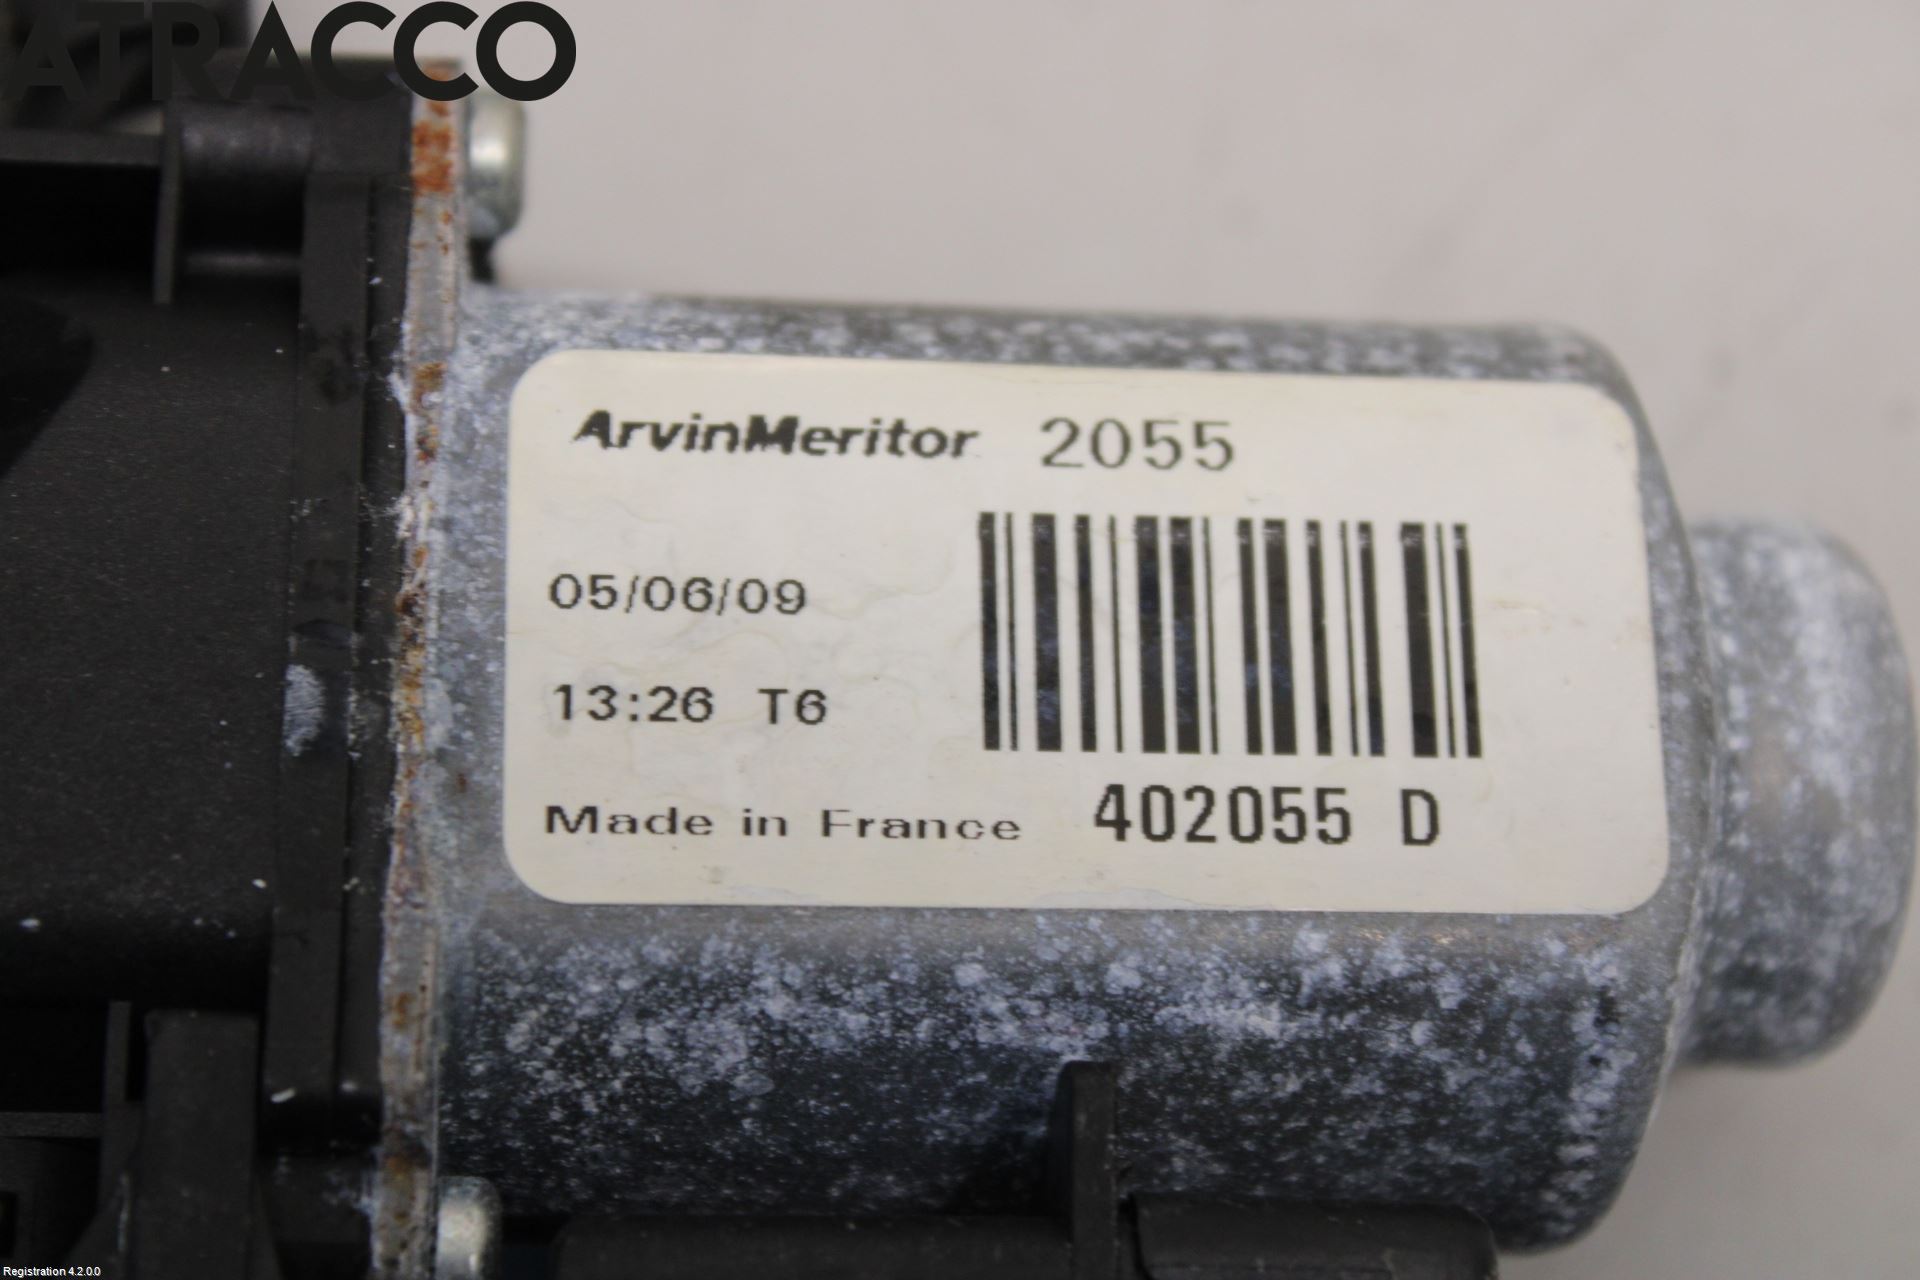 ATRACCO
ArvinMeritor 2055
05/06/09
13:26 T6
Made in France 402055 D
Registration 4.2.0.0